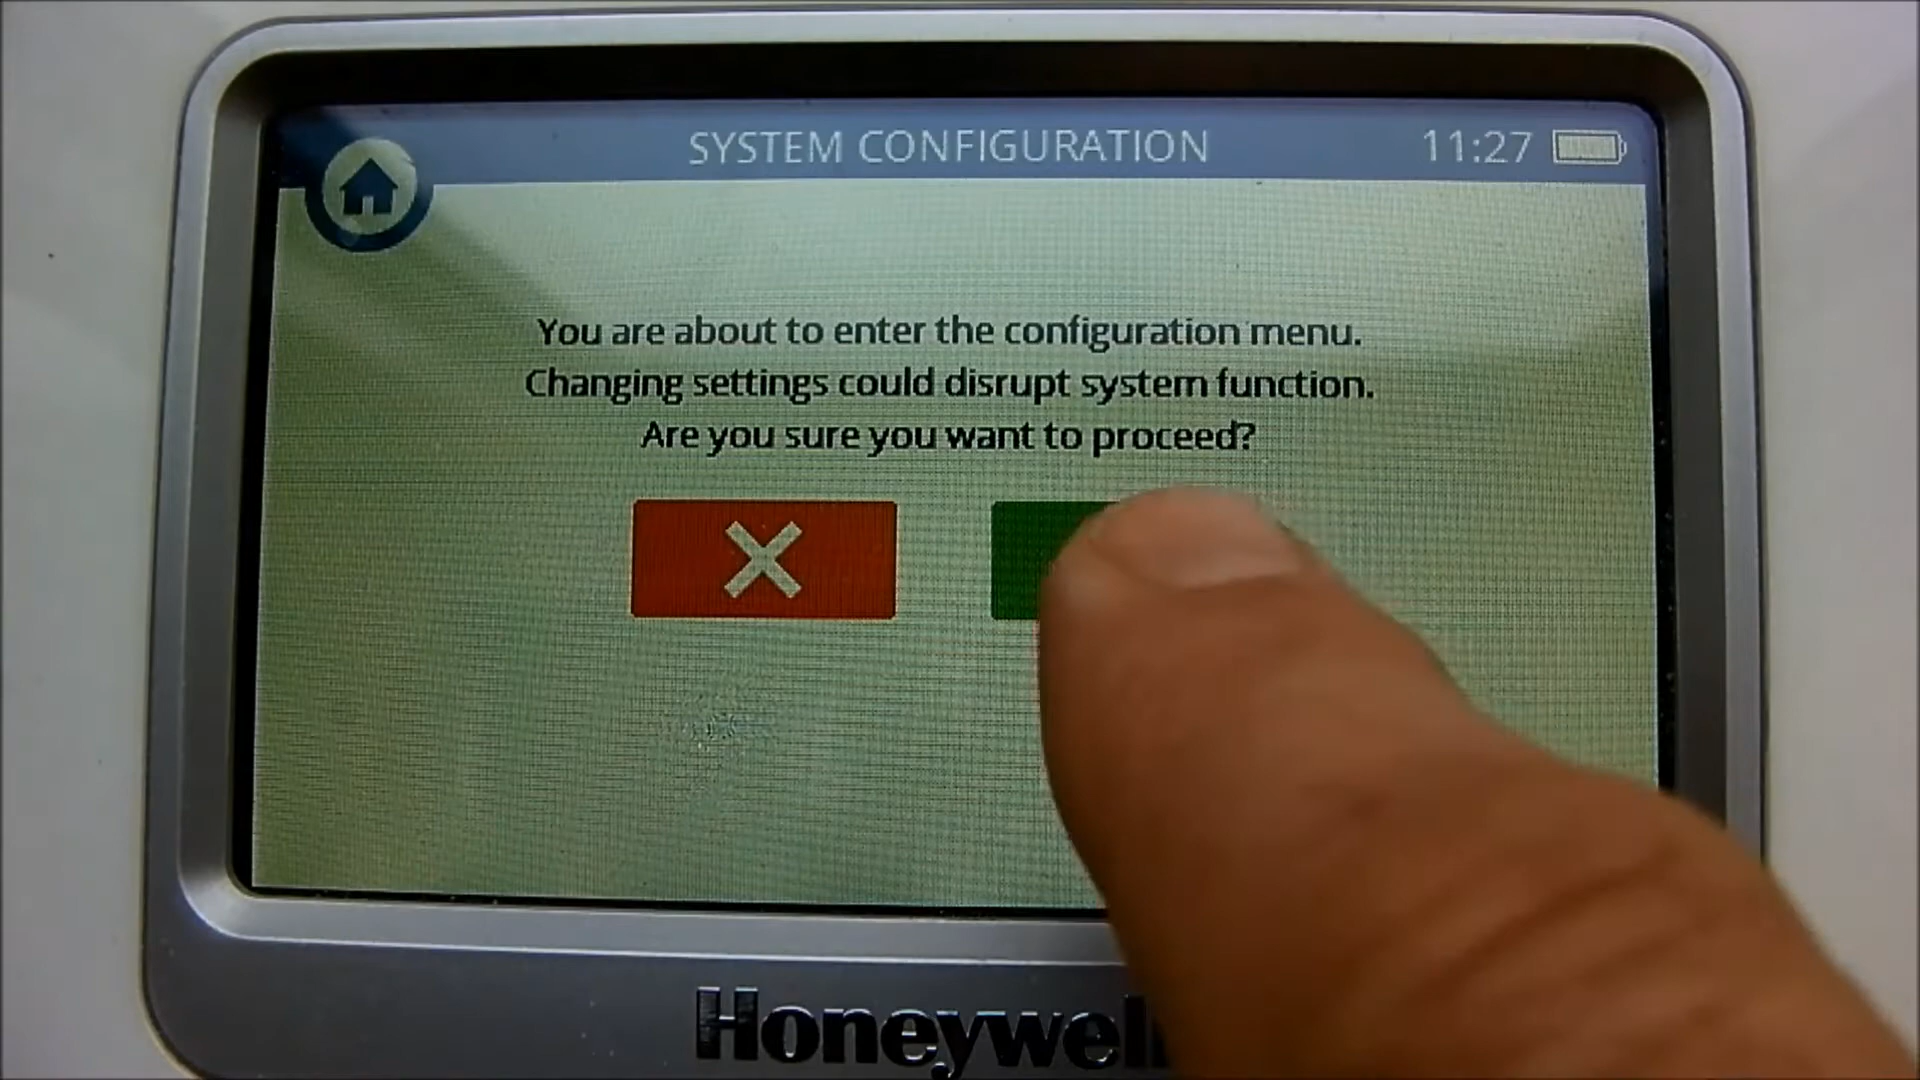 SYSTEM CONFIGURATION
11:27
You are about to enter the configuration menu.
Changing settings could disrupt system function.
Are you sure you want to proceed?
Honeywell